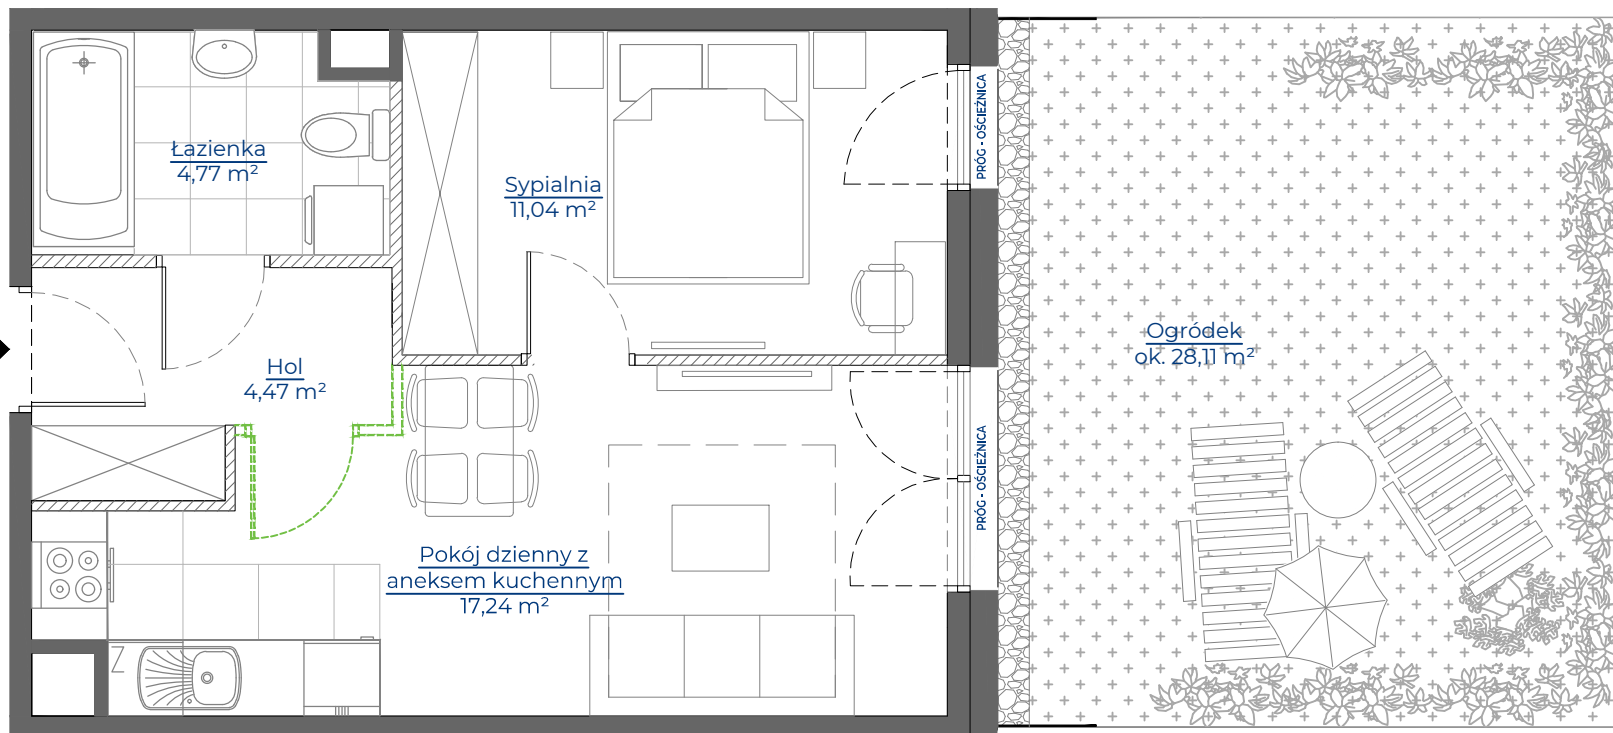 Łazienka
4,77 m²
Sypialnia
11,04 m²
PRÓG - OŚCIEŻNICA
Hol
4,47 m²
Ogródek
ok. 28,11 m²
PRÓG - OŚCIEŻNICA
Pokój dzienny z
aneksem kuchennym
17,24 m²
Z